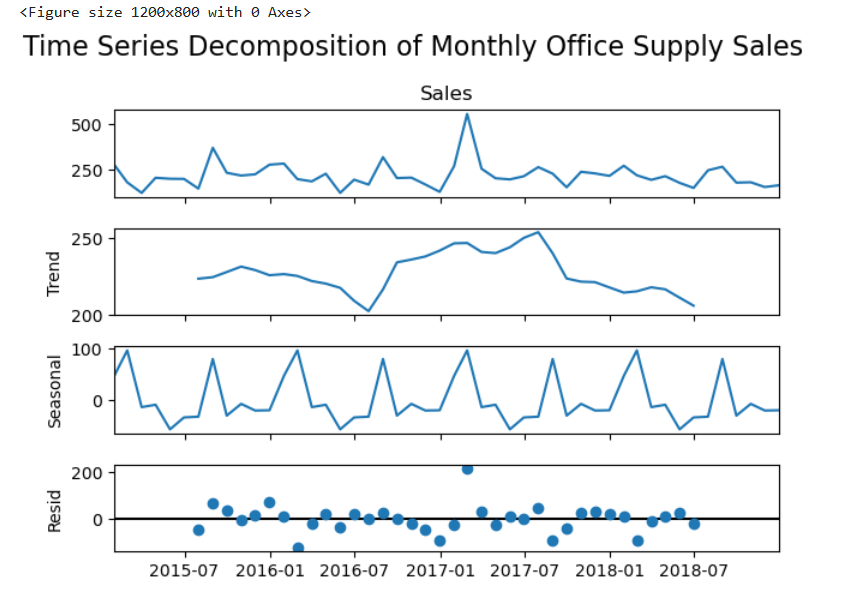 <Figure size 1200x800 with 0 Axes>
Time Series Decomposition of Monthly Office Supply Sales
Sales
500
250
250
Trend
200
100
Seasonal
0
200
Resid
0
2015-07 2016-01 2016-07 2017-01 2017-07 2018-01 2018-07